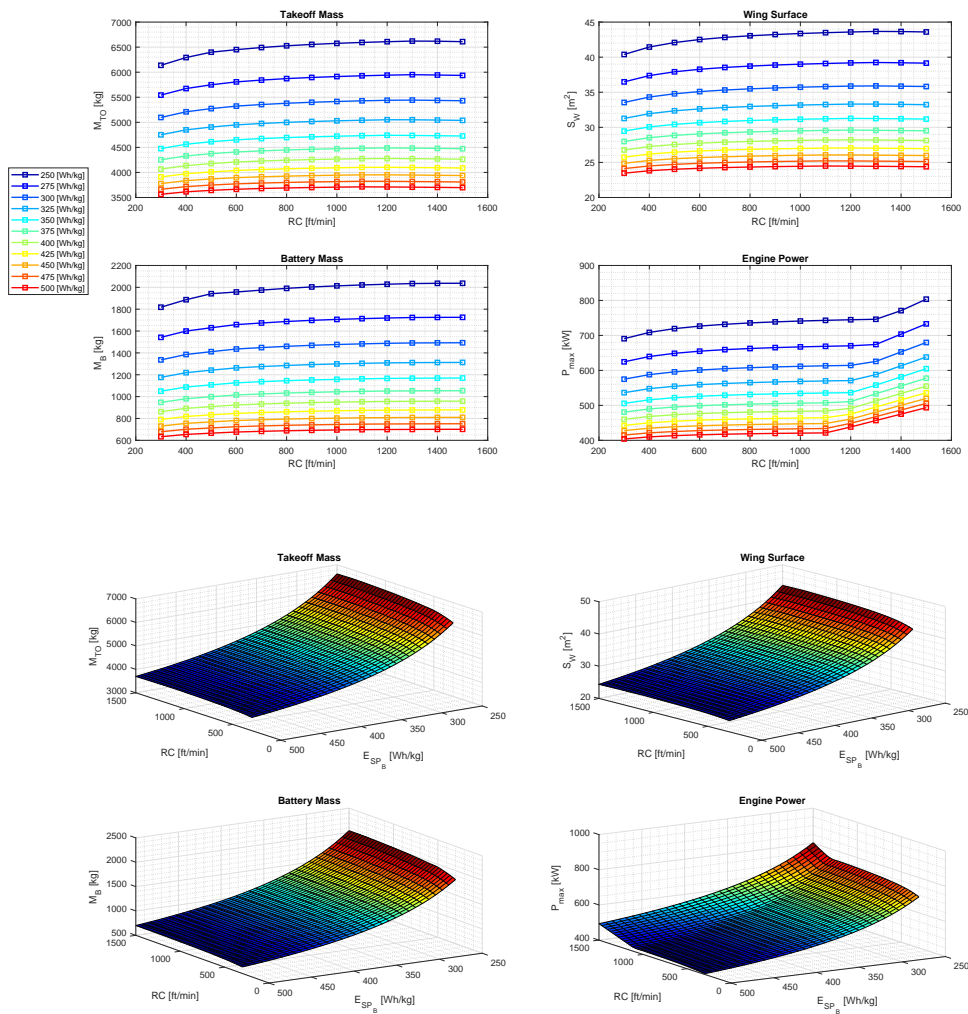 Takeoff Mass
7000
6500
6000
5500
5000
4500
4000
3500
M_TO [kg]
200 400 600 800 1000 1200 1400 1600
RC [ft/min]
Wing Surface
45
40
35
30
25
20
S_W [m²]
200 400 600 800 1000 1200 1400 1600
RC [ft/min]
250 [Wh/kg]
275 [Wh/kg]
300 [Wh/kg]
325 [Wh/kg]
350 [Wh/kg]
375 [Wh/kg]
400 [Wh/kg]
425 [Wh/kg]
450 [Wh/kg]
475 [Wh/kg]
500 [Wh/kg]
Battery Mass
2200
2000
1800
1600
1400
1200
1000
800
600
M_B [kg]
200 400 600 800 1000 1200 1400 1600
RC [ft/min]
Engine Power
900
800
700
600
500
400
P_max [kW]
200 400 600 800 1000 1200 1400 1600
RC [ft/min]
Takeoff Mass
7000
6000
5000
4000
3000
M_TO [kg]
1500
1000
500
0
RC [ft/min]
500 450 400 350 300 250
E_SP_B [Wh/kg]
Wing Surface
50
40
30
20
S_W [m²]
1500
1000
500
0
RC [ft/min]
500 450 400 350 300 250
E_SP_B [Wh/kg]
Battery Mass
2500
2000
1500
1000
500
M_B [kg]
1500
1000
500
0
RC [ft/min]
500 450 400 350 300 250
E_SP_B [Wh/kg]
Engine Power
1000
800
600
400
P_max [kW]
1500
1000
500
0
RC [ft/min]
500 450 400 350 300 250
E_SP_B [Wh/kg]